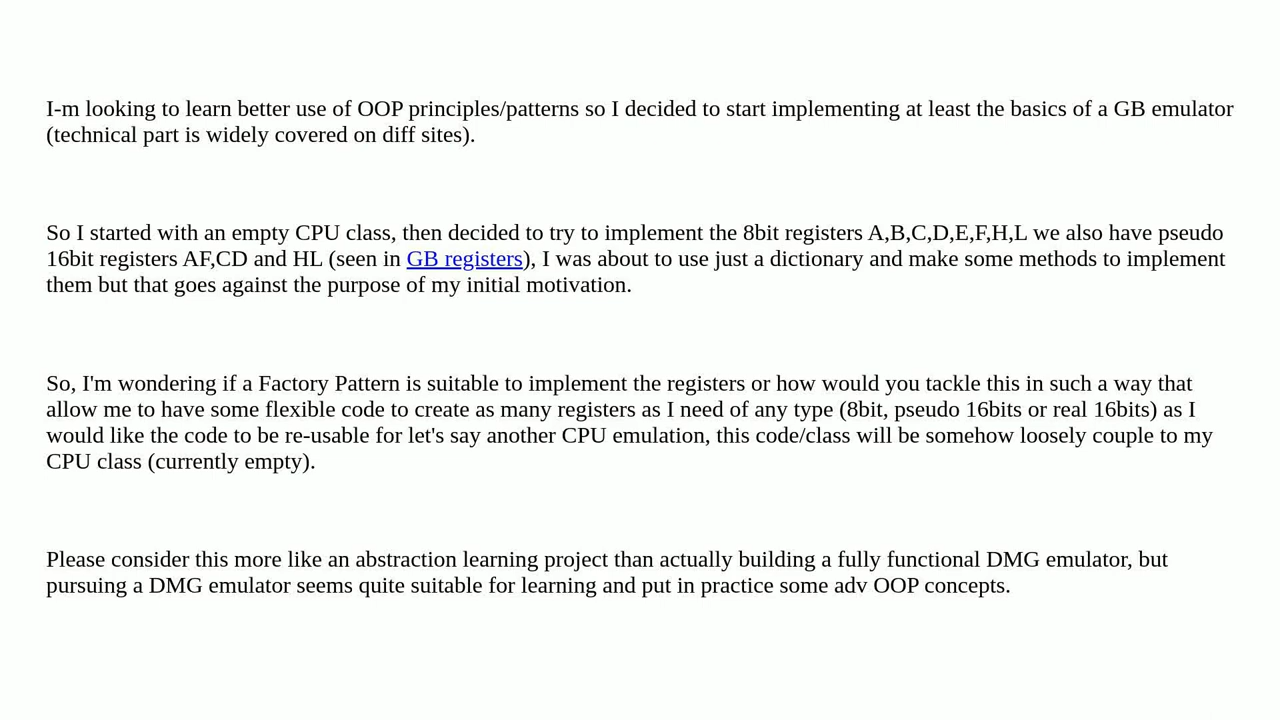 I-m looking to learn better use of OOP principles/patterns so I decided to start implementing at least the basics of a GB emulator
(technical part is widely covered on diff sites).
So I started with an empty CPU class, then decided to try to implement the 8bit registers A,B,C,D,E,F,H,L we also have pseudo
16bit registers AF,CD and HL (seen in GB registers), I was about to use just a dictionary and make some methods to implement
them but that goes against the purpose of my initial motivation.
So, I'm wondering if a Factory Pattern is suitable to implement the registers or how would you tackle this in such a way that
allow me to have some flexible code to create as many registers as I need of any type (8bit, pseudo 16bits or real 16bits) as I
would like the code to be re-usable for let's say another CPU emulation, this code/class will be somehow loosely couple to my
CPU class (currently empty).
Please consider this more like an abstraction learning project than actually building a fully functional DMG emulator, but
pursuing a DMG emulator seems quite suitable for learning and put in practice some adv OOP concepts.